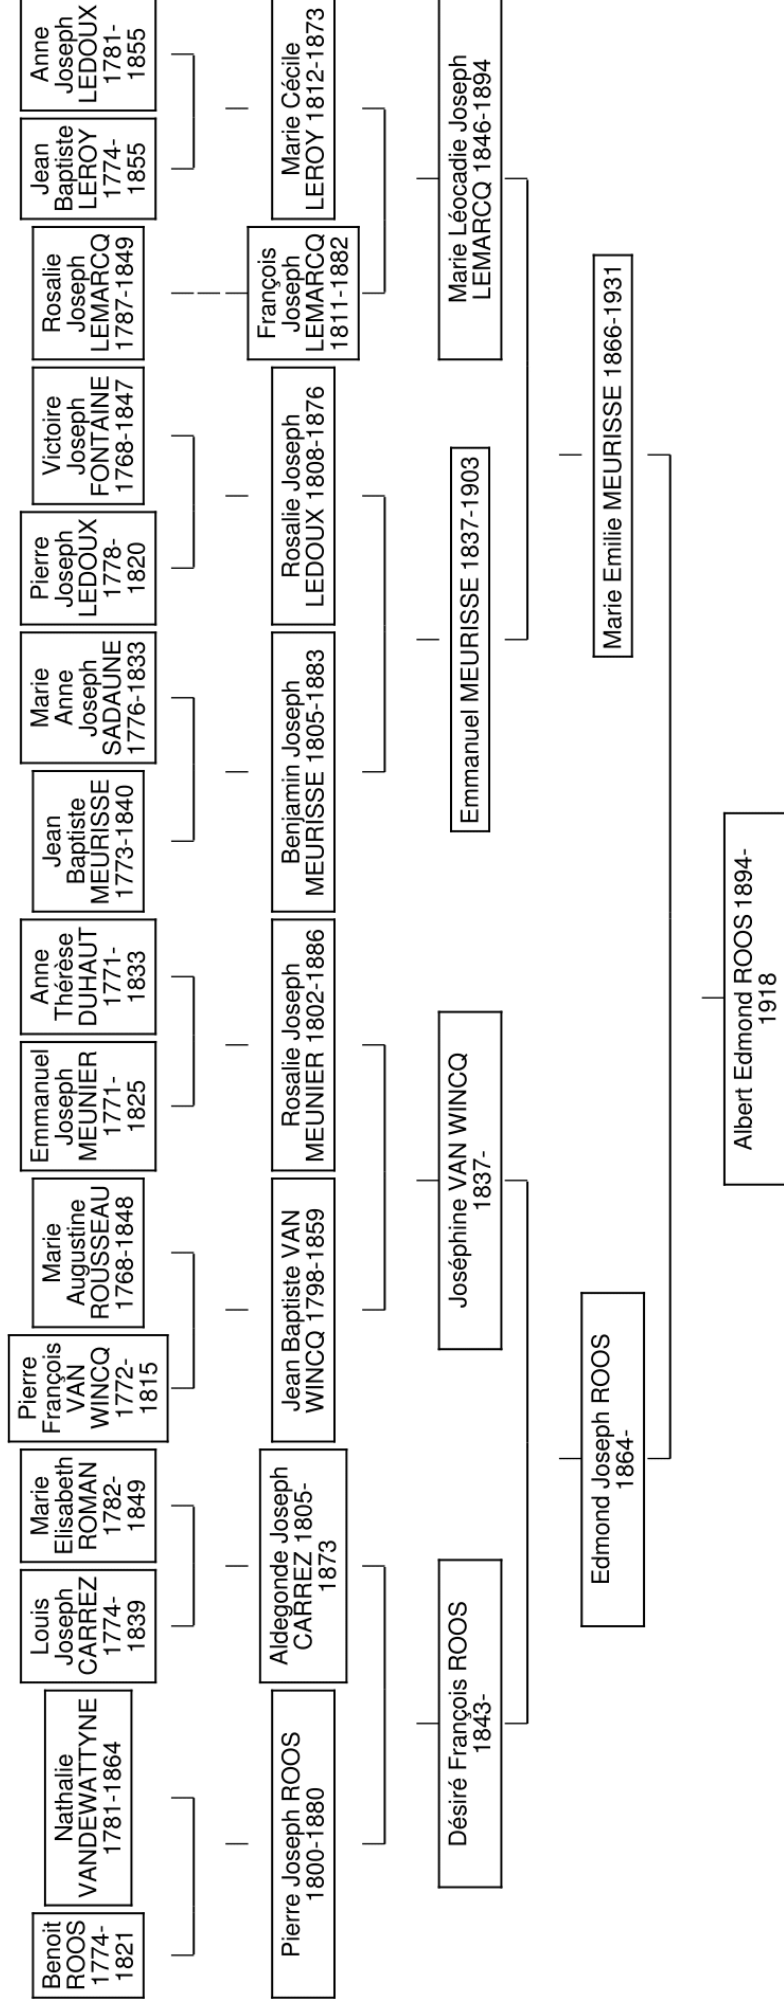 Benoit
ROOS
1774-
1821
Nathalie
VANDEWATTYNE
1781-1864
Louis
Joseph
CARREZ
1774-
1839
Marie
Elisabeth
ROMAN
1782-
1849
Pierre
François
VAN
WINCQ
1772-
1815
Marie
Augustine
ROUSSEAU
1768-1848
Emmanuel
Joseph
MEUNIER
1771-
1825
Anne
Thérèse
DUHAUT
1771-
1833
Jean
Baptiste
MEURISSE
1773-1840
Marie
Anne
Joseph
SADAUNE
1776-1833
Pierre
Joseph
LEDOUX
1778-
1820
Victoire
Joseph
FONTAINE
1768-1847
Rosalie
Joseph
LEMARCQ
1787-1849
Jean
Baptiste
LEROY
1774-
1855
Anne
Joseph
LEDOUX
1781-
1855
Pierre Joseph ROOS
1800-1880
Aldegonde Joseph
CARREZ 1805-
1873
Jean Baptiste VAN
WINCQ 1798-1859
Rosalie Joseph
MEUNIER 1802-1886
Benjamin Joseph
MEURISSE 1805-1883
Rosalie Joseph
LEDOUX 1808-1876
François
Joseph
LEMARCQ
1811-1882
Marie Cécile
LEROY 1812-1873
Désiré François ROOS
1843-
Joséphine VAN WINCQ
1837-
Emmanuel MEURISSE 1837-1903
Marie Léocadie Joseph
LEMARCQ 1846-1894
Edmond Joseph ROOS
1864-
Marie Emilie MEURISSE 1866-1931
Albert Edmond ROOS 1894-
1918